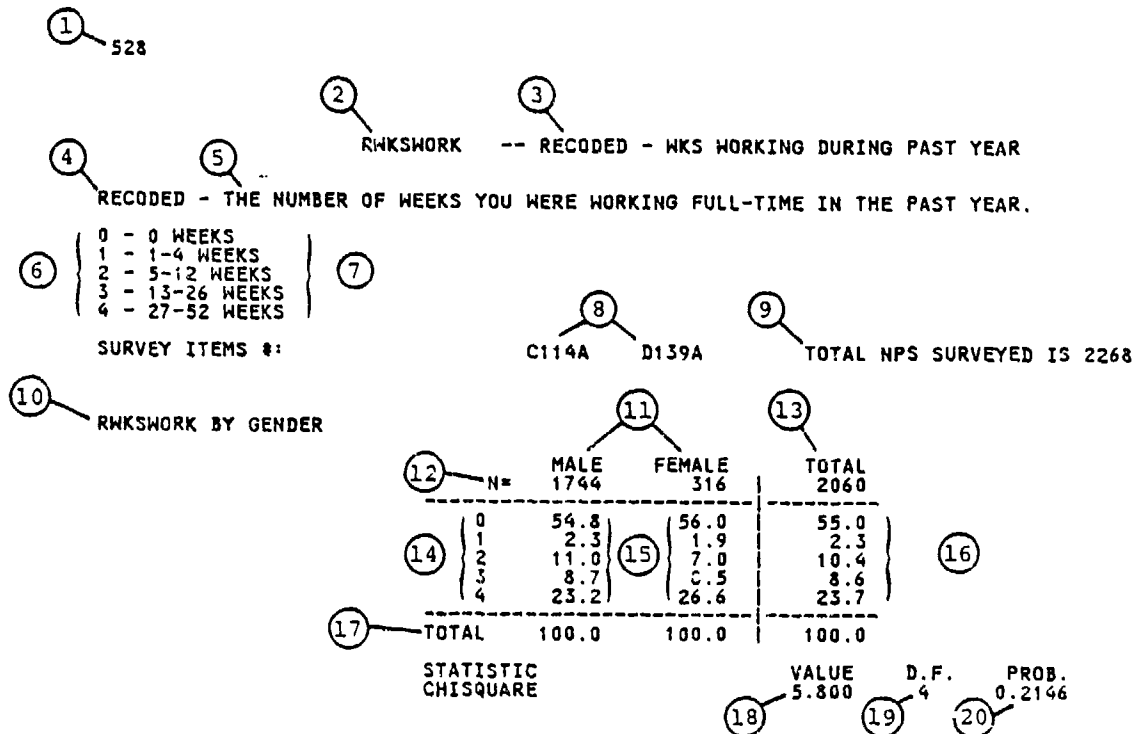 1
528
2 3
RWKSWORK -- RECODED - WKS WORKING DURING PAST YEAR
4 5
RECODED - THE NUMBER OF WEEKS YOU WERE WORKING FULL-TIME IN THE PAST YEAR.
0 - 0 WEEKS
1 - 1-4 WEEKS
6 2 - 5-12 WEEKS 7
3 - 13-26 WEEKS
4 - 27-52 WEEKS
8 9
SURVEY ITEMS #: C114A D139A TOTAL NPS SURVEYED IS 2268
10
RWKSWORK BY GENDER
11 13
MALE FEMALE TOTAL
12 N= 1744 316 2060
0 54.8 56.0 55.0
1 2.3 1.9 2.3
14 2 11.0 15 7.0 10.4 16
3 8.7 8.6
4 23.2 26.6 23.7
17 TOTAL 100.0 100.0 100.0
STATISTIC VALUE D.F. PROB.
CHISQUARE 5.800 4 0.2146
18 19 20